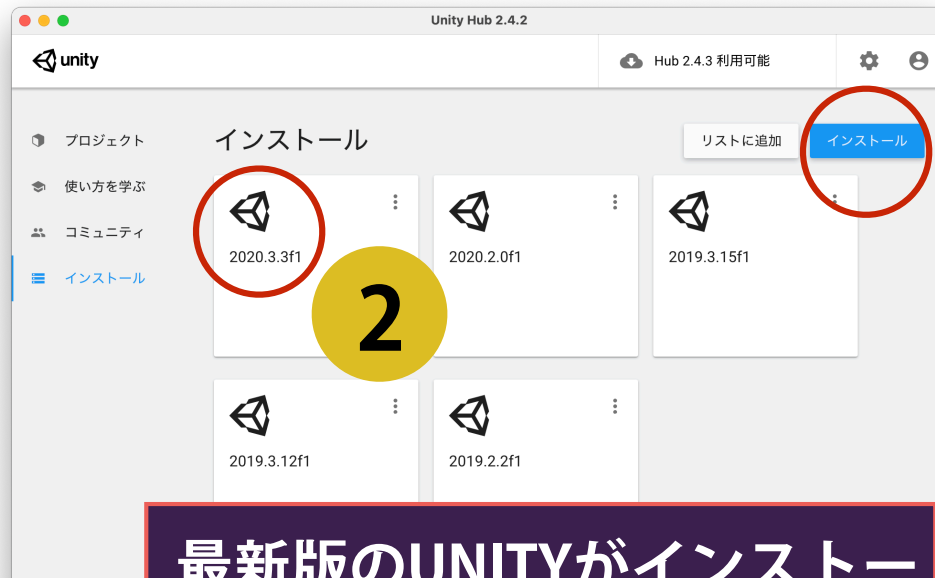 Unity Hub 2.4.2
unity
Hub 2.4.3 利用可能
プロジェクト
使い方を学ぶ
コミュニティ
インストール
インストール
リストに追加
インストール
2020.3.3f1
2020.2.0f1
2019.3.15f1
2
2019.3.12f1
2019.2.2f1
最新版のUNITYがインストー